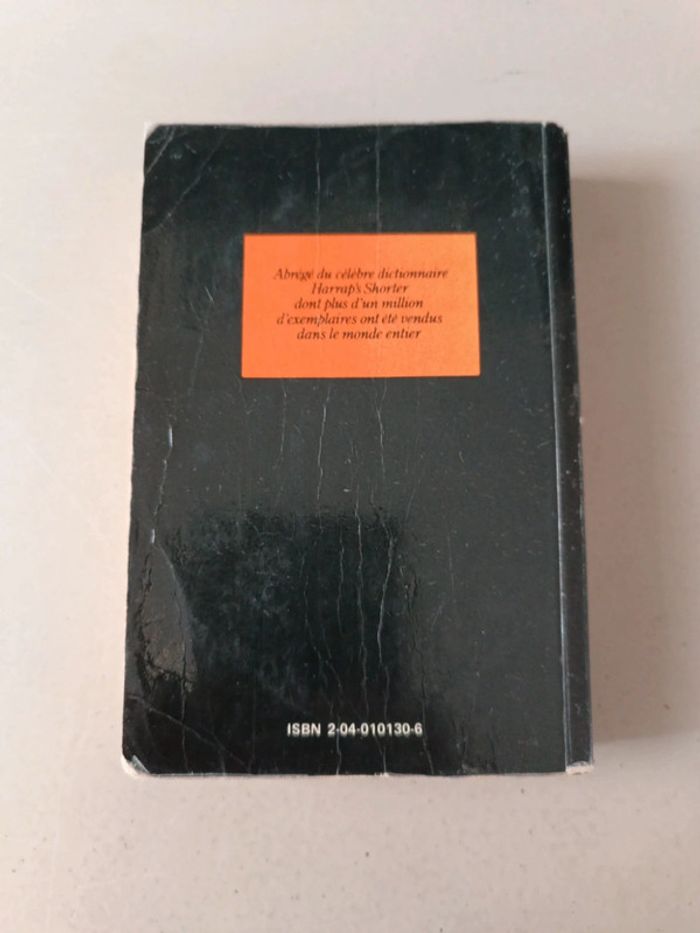 Abrégé du célèbre dictionnaire
Harrap's Shorter
dont plus d'un million
d'exemplaires ont été vendus
dans le monde entier
ISBN 2-04-010130-6